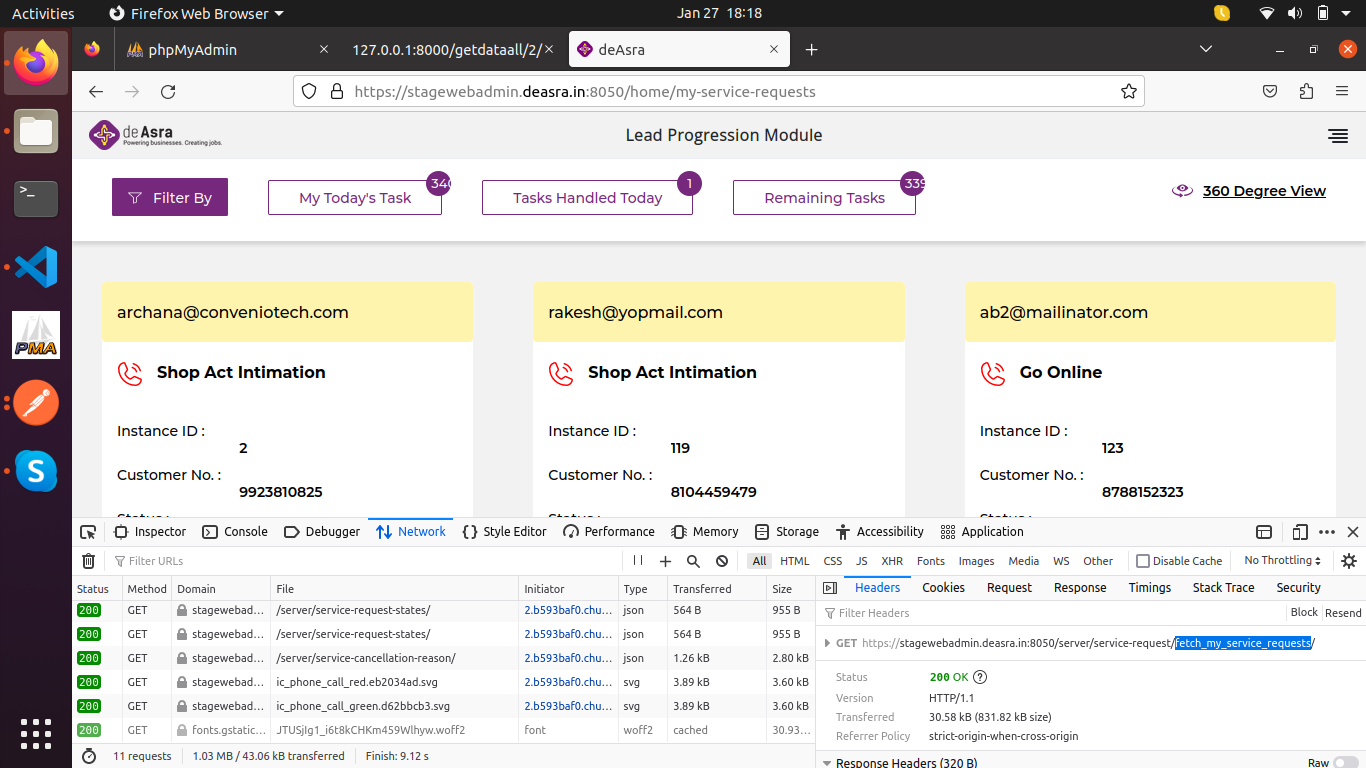 Activities Firefox Web Browser Jan 27 18:18
phpMyAdmin 127.0.0.1:8000/getdataall/2/ deAsra
https://stagewebadmin.deasra.in:8050/home/my-service-requests
de Asra
Powering businesses. Creating jobs.
Lead Progression Module
Filter By My Today's Task 340 Tasks Handled Today 1 Remaining Tasks 339 360 Degree View
archana@conveniotech.com rakesh@yopmail.com ab2@mailinator.com
Shop Act Intimation Shop Act Intimation Go Online
Instance ID : Instance ID : Instance ID :
2 119 123
Customer No. : Customer No. : Customer No. :
9923810825 8104459479 8788152323
Status : Status : Status :
Inspector Console Debugger Network Style Editor Performance Memory Storage Accessibility Application
Filter URLs All HTML CSS JS XHR Fonts Images Media WS Other Disable Cache No Throttling
Status Method Domain File Initiator Type Transferred Size
200 GET stagewebad… /server/service-request-states/ 2.b593baf0.chu… json 564 B 955 B
200 GET stagewebad… /server/service-request-states/ 2.b593baf0.chu… json 564 B 955 B
200 GET stagewebad… /server/service-cancellation-reason/ 2.b593baf0.chu… json 1.26 kB 2.80 kB
200 GET stagewebad… ic_phone_call_red.eb2034ad.svg 2.b593baf0.chu… svg 3.89 kB 3.60 kB
200 GET stagewebad… ic_phone_call_green.d62bbcb3.svg 2.b593baf0.chu… svg 3.89 kB 3.60 kB
200 GET fonts.gstatic… JTUSjIg1_i6t8kCHKm459Wlhyw.woff2 font woff2 cached 30.93…
11 requests 1.03 MB / 43.06 kB transferred Finish: 9.12 s
Headers Cookies Request Response Timings Stack Trace Security
Filter Headers Block Resend
GET https://stagewebadmin.deasra.in:8050/server/service-request/fetch_my_service_requests/
Status 200 OK
Version HTTP/1.1
Transferred 30.58 kB (831.82 kB size)
Referrer Policy strict-origin-when-cross-origin
Response Headers (320 B) Raw
PMA
S